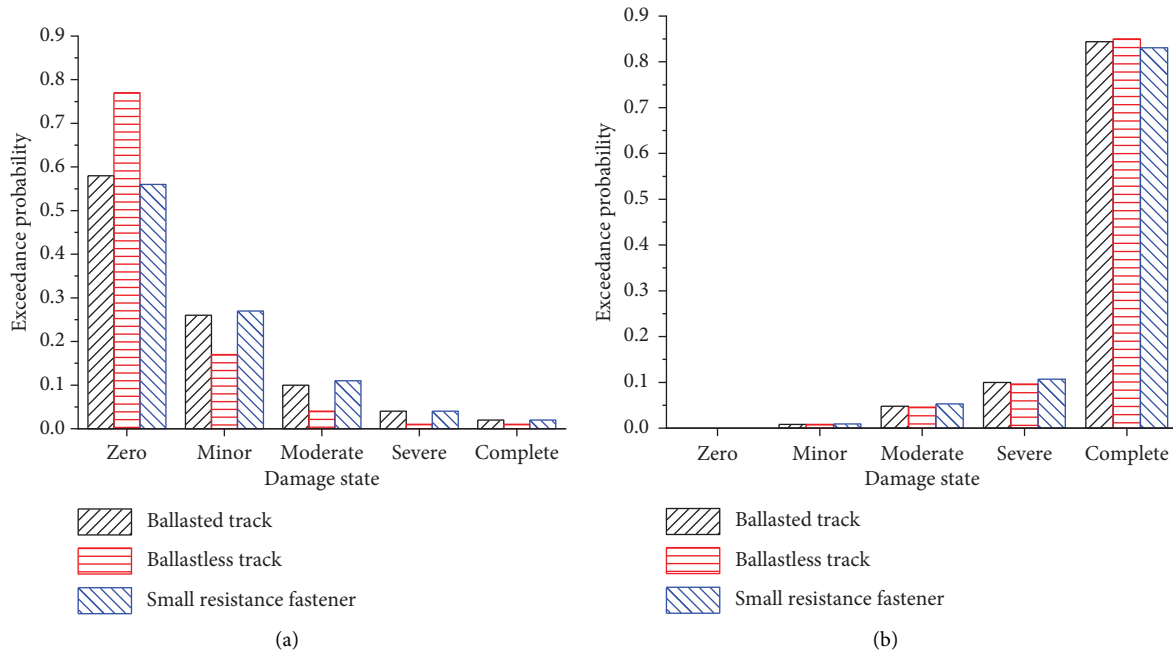 0.9
0.8
0.7
0.6
0.5
0.4
0.3
0.2
0.1
0.0
Exceedance probability
Zero Minor Moderate Severe Complete
Damage state
Ballasted track
Ballastless track
Small resistance fastener
(a)
0.9
0.8
0.7
0.6
0.5
0.4
0.3
0.2
0.1
0.0
Exceedance probability
Zero Minor Moderate Severe Complete
Damage state
Ballasted track
Ballastless track
Small resistance fastener
(b)